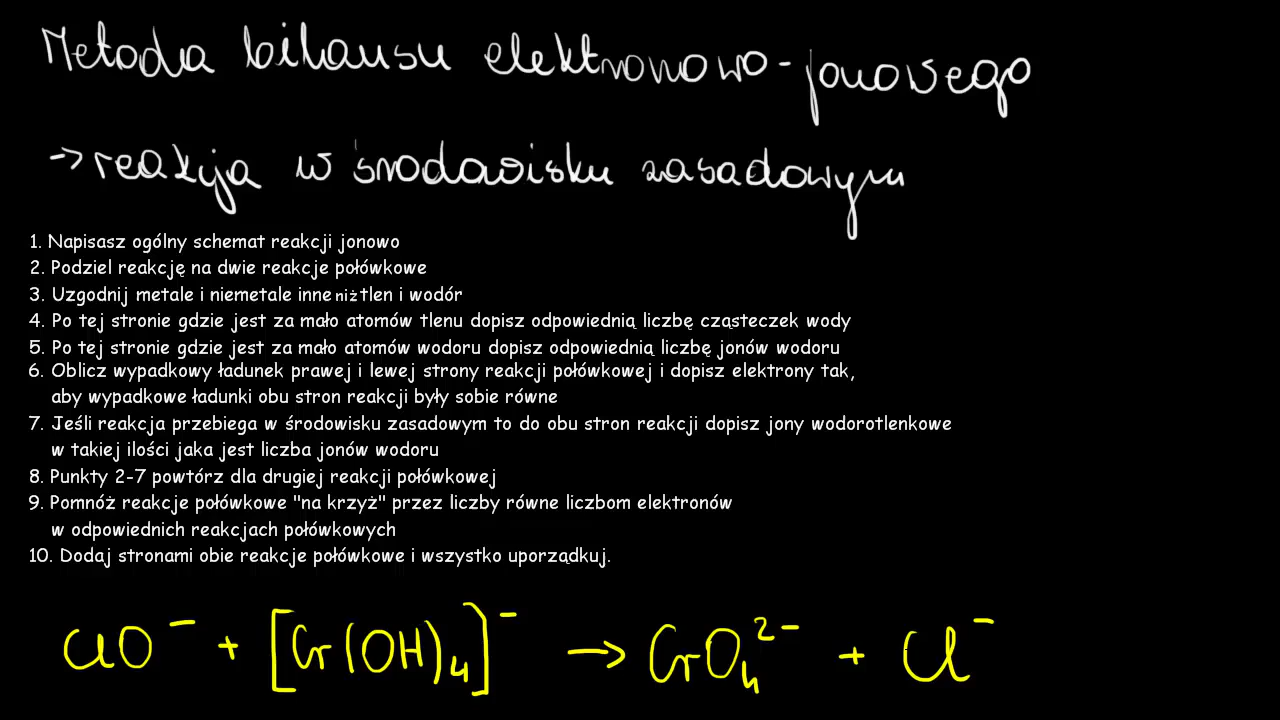 Metoda bilansu elektronowo-jonowego
→ reakcja w środowisku zasadowym
1. Napisasz ogólny schemat reakcji jonowo
2. Podziel reakcję na dwie reakcje połówkowe
3. Uzgodnij metale i niemetale inne niż tlen i wodór
4. Po tej stronie gdzie jest za mało atomów tlenu dopisz odpowiednią liczbę cząsteczek wody
5. Po tej stronie gdzie jest za mało atomów wodoru dopisz odpowiednią liczbę jonów wodoru
6. Oblicz wypadkowy ładunek prawej i lewej strony reakcji połówkowej i dopisz elektrony tak,
aby wypadkowe ładunki obu stron reakcji były sobie równe
7. Jeśli reakcja przebiega w środowisku zasadowym to do obu stron reakcji dopisz jony wodorotlenkowe
w takiej ilości jaka jest liczba jonów wodoru
8. Punkty 2-7 powtórz dla drugiej reakcji połówkowej
9. Pomnóż reakcje połówkowe "na krzyż" przez liczby równe liczbom elektronów
w odpowiednich reakcjach połówkowych
10. Dodaj stronami obie reakcje połówkowe i wszystko uporządkuj.
ClO⁻ + [Cr(OH)₄]⁻ → CrO₄²⁻ + Cl⁻